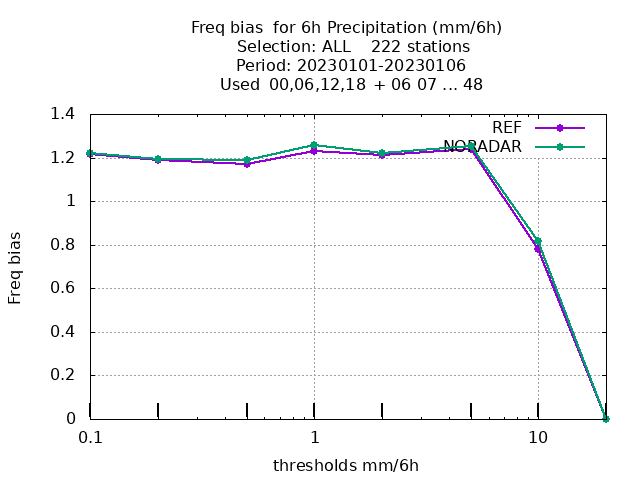 Freq bias  for 6h Precipitation (mm/6h)
Selection: ALL    222 stations
Period: 20230101-20230106
Used  00,06,12,18  + 06 07 ... 48
REF
NORADAR
1.4
1.2
1
0.8
0.6
0.4
0.2
0
Freq bias
0.1 1 10
thresholds mm/6h